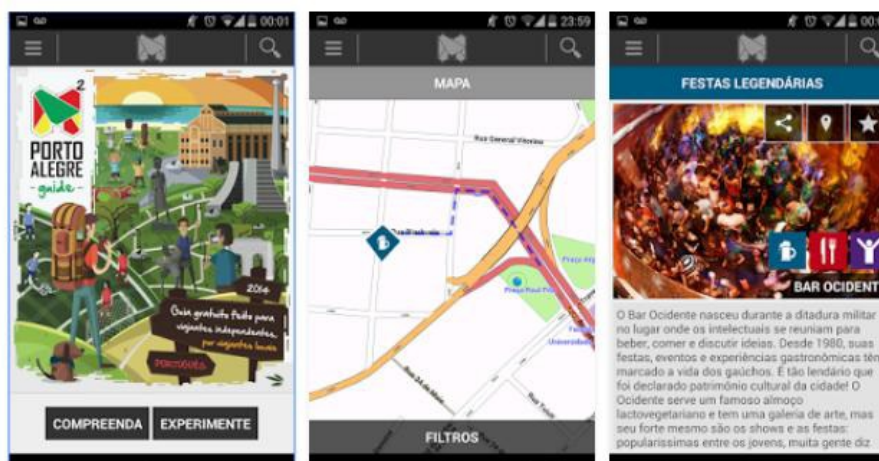 00:01
2
PORTO
ALEGRE
- guide -
2014
Guia gratuito feito para
viajantes independentes,
por viajantes locais
PORTUGUÊS
COMPREENDA
EXPERIMENTE
23:59
MAPA
Rua General Vitorino
Praça Raul Pilla
Rua
FILTROS
00:0
FESTAS LEGENDÁRIAS
BAR OCIDENT
O Bar Ocidente nasceu durante a ditadura militar
no lugar onde os intelectuais se reuniam para
beber, comer e discutir ideias. Desde 1980, suas
festas, eventos e experiências gastronômicas têm
marcado a vida dos gaúchos. É tão lendário que
foi declarado patrimônio cultural da cidade! O
Ocidente serve um famoso almoço
lactovegetariano e tem uma galeria de arte, mas
seu forte mesmo são os shows e as festas:
popularíssimas entre os jovens, muita gente diz